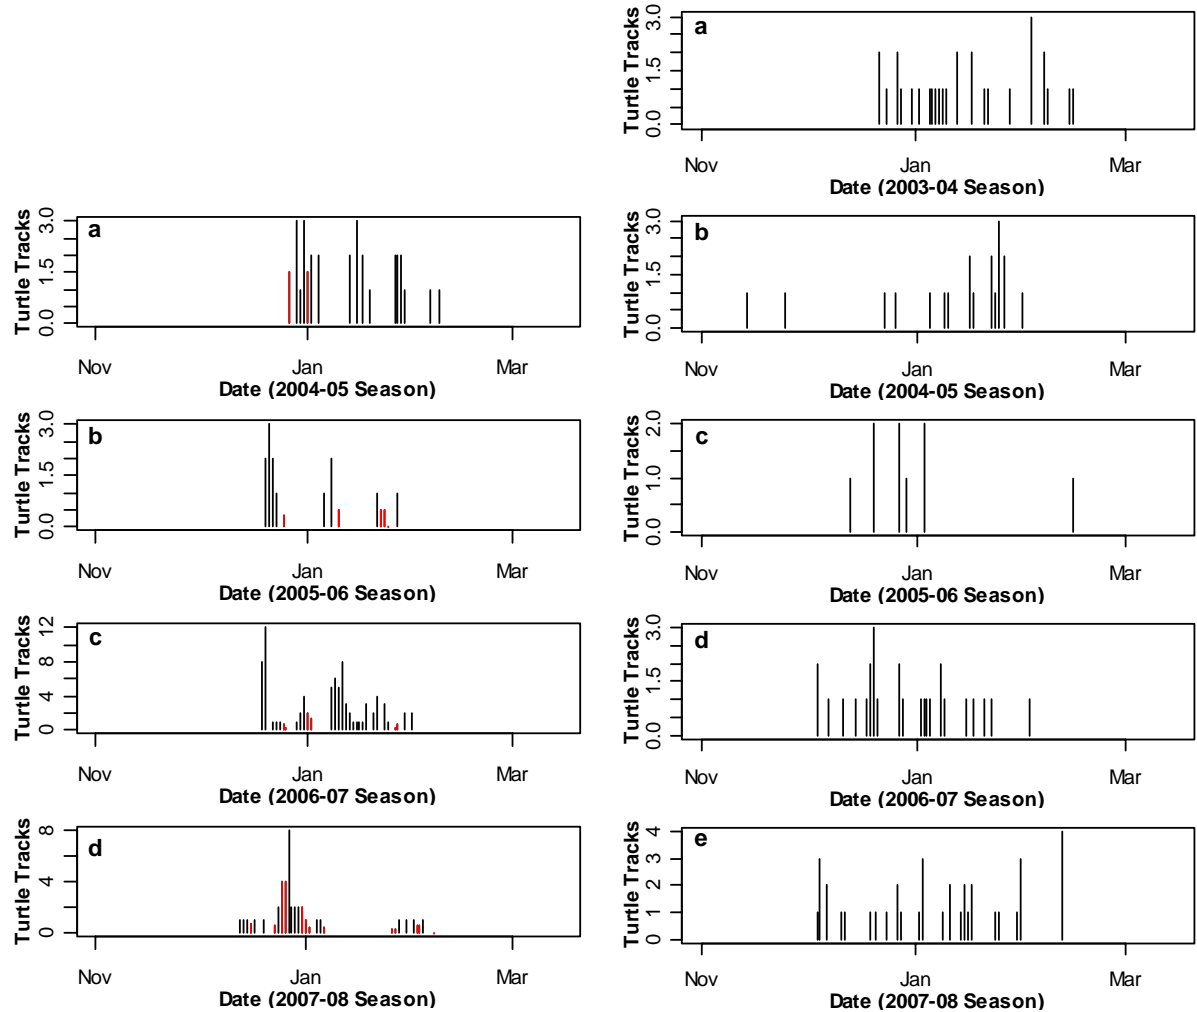 a
Turtle Tracks
0.0 1.5 3.0
Nov Jan Mar
Date (2003-04 Season)
a
Turtle Tracks
0.0 1.5 3.0
Nov Jan Mar
Date (2004-05 Season)
b
Turtle Tracks
0.0 1.5 3.0
Nov Jan Mar
Date (2004-05 Season)
b
Turtle Tracks
0.0 1.5 3.0
Nov Jan Mar
Date (2005-06 Season)
c
Turtle Tracks
0.0 1.0 2.0
Nov Jan Mar
Date (2005-06 Season)
c
Turtle Tracks
0 4 8 12
Nov Jan Mar
Date (2006-07 Season)
d
Turtle Tracks
0.0 1.5 3.0
Nov Jan Mar
Date (2006-07 Season)
d
Turtle Tracks
0 4 8
Nov Jan Mar
Date (2007-08 Season)
e
Turtle Tracks
0 1 2 3 4
Nov Jan Mar
Date (2007-08 Season)